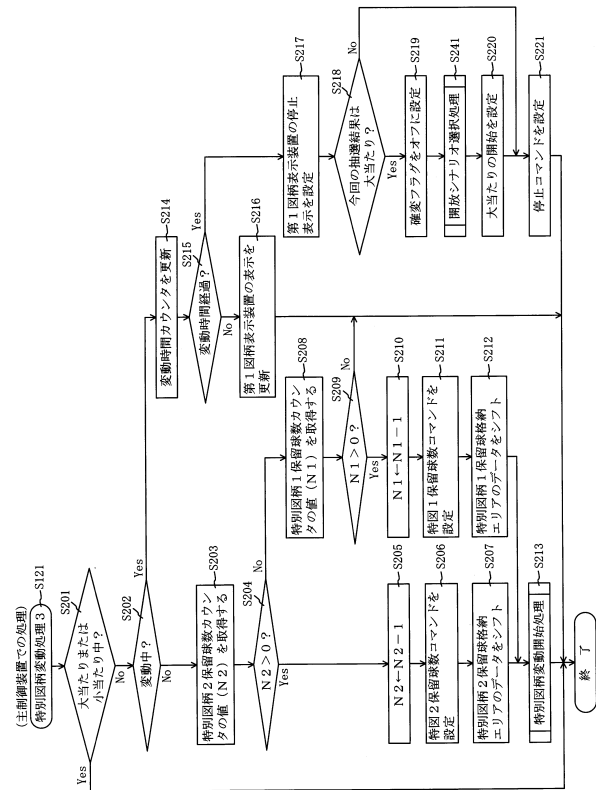 (主制御装置での処理)
特別図柄変動処理3
S121
S201
大当たりまたは
小当たり中?
Yes
No
S202
変動中?
Yes
No
S203
特別図柄2保留球数カウン
タの値(N2)を取得する
S204
N2>0?
No
Yes
S205
N2←N2-1
S206
特図2保留球数コマンドを
設定
S207
特別図柄2保留球格納
エリアのデータをシフト
S208
特別図柄1保留球数カウン
タの値(N1)を取得する
S209
N1>0?
No
Yes
S210
N1←N1-1
S211
特図1保留球数コマンドを
設定
S212
特別図柄1保留球格納
エリアのデータをシフト
S213
特別図柄変動開始処理
S214
変動時間カウンタを更新
S215
変動時間経過?
Yes
No
S216
第1図柄表示装置の表示を
更新
S217
第1図柄表示装置の停止
表示を設定
S218
今回の抽選結果は
大当たり?
No
Yes
S219
確変フラグをオフに設定
S241
開放シナリオ選択処理
S220
大当たりの開始を設定
S221
停止コマンドを設定
終了